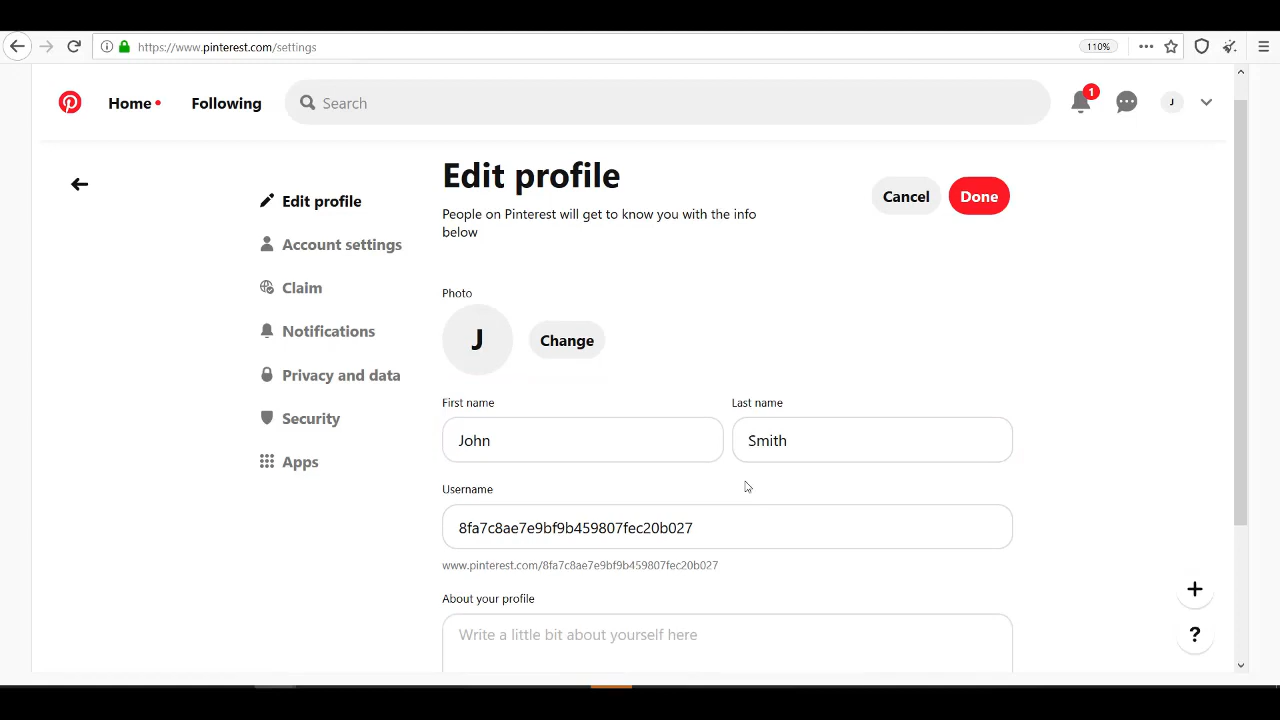 https://www.pinterest.com/settings
110%
Home
Following
Search
1
J
Edit profile
Account settings
Claim
Notifications
Privacy and data
Security
Apps
Edit profile
People on Pinterest will get to know you with the info
below
Cancel
Done
Photo
J
Change
First name
Last name
John
Smith
Username
8fa7c8ae7e9bf9b459807fec20b027
www.pinterest.com/8fa7c8ae7e9bf9b459807fec20b027
About your profile
Write a little bit about yourself here
+
?